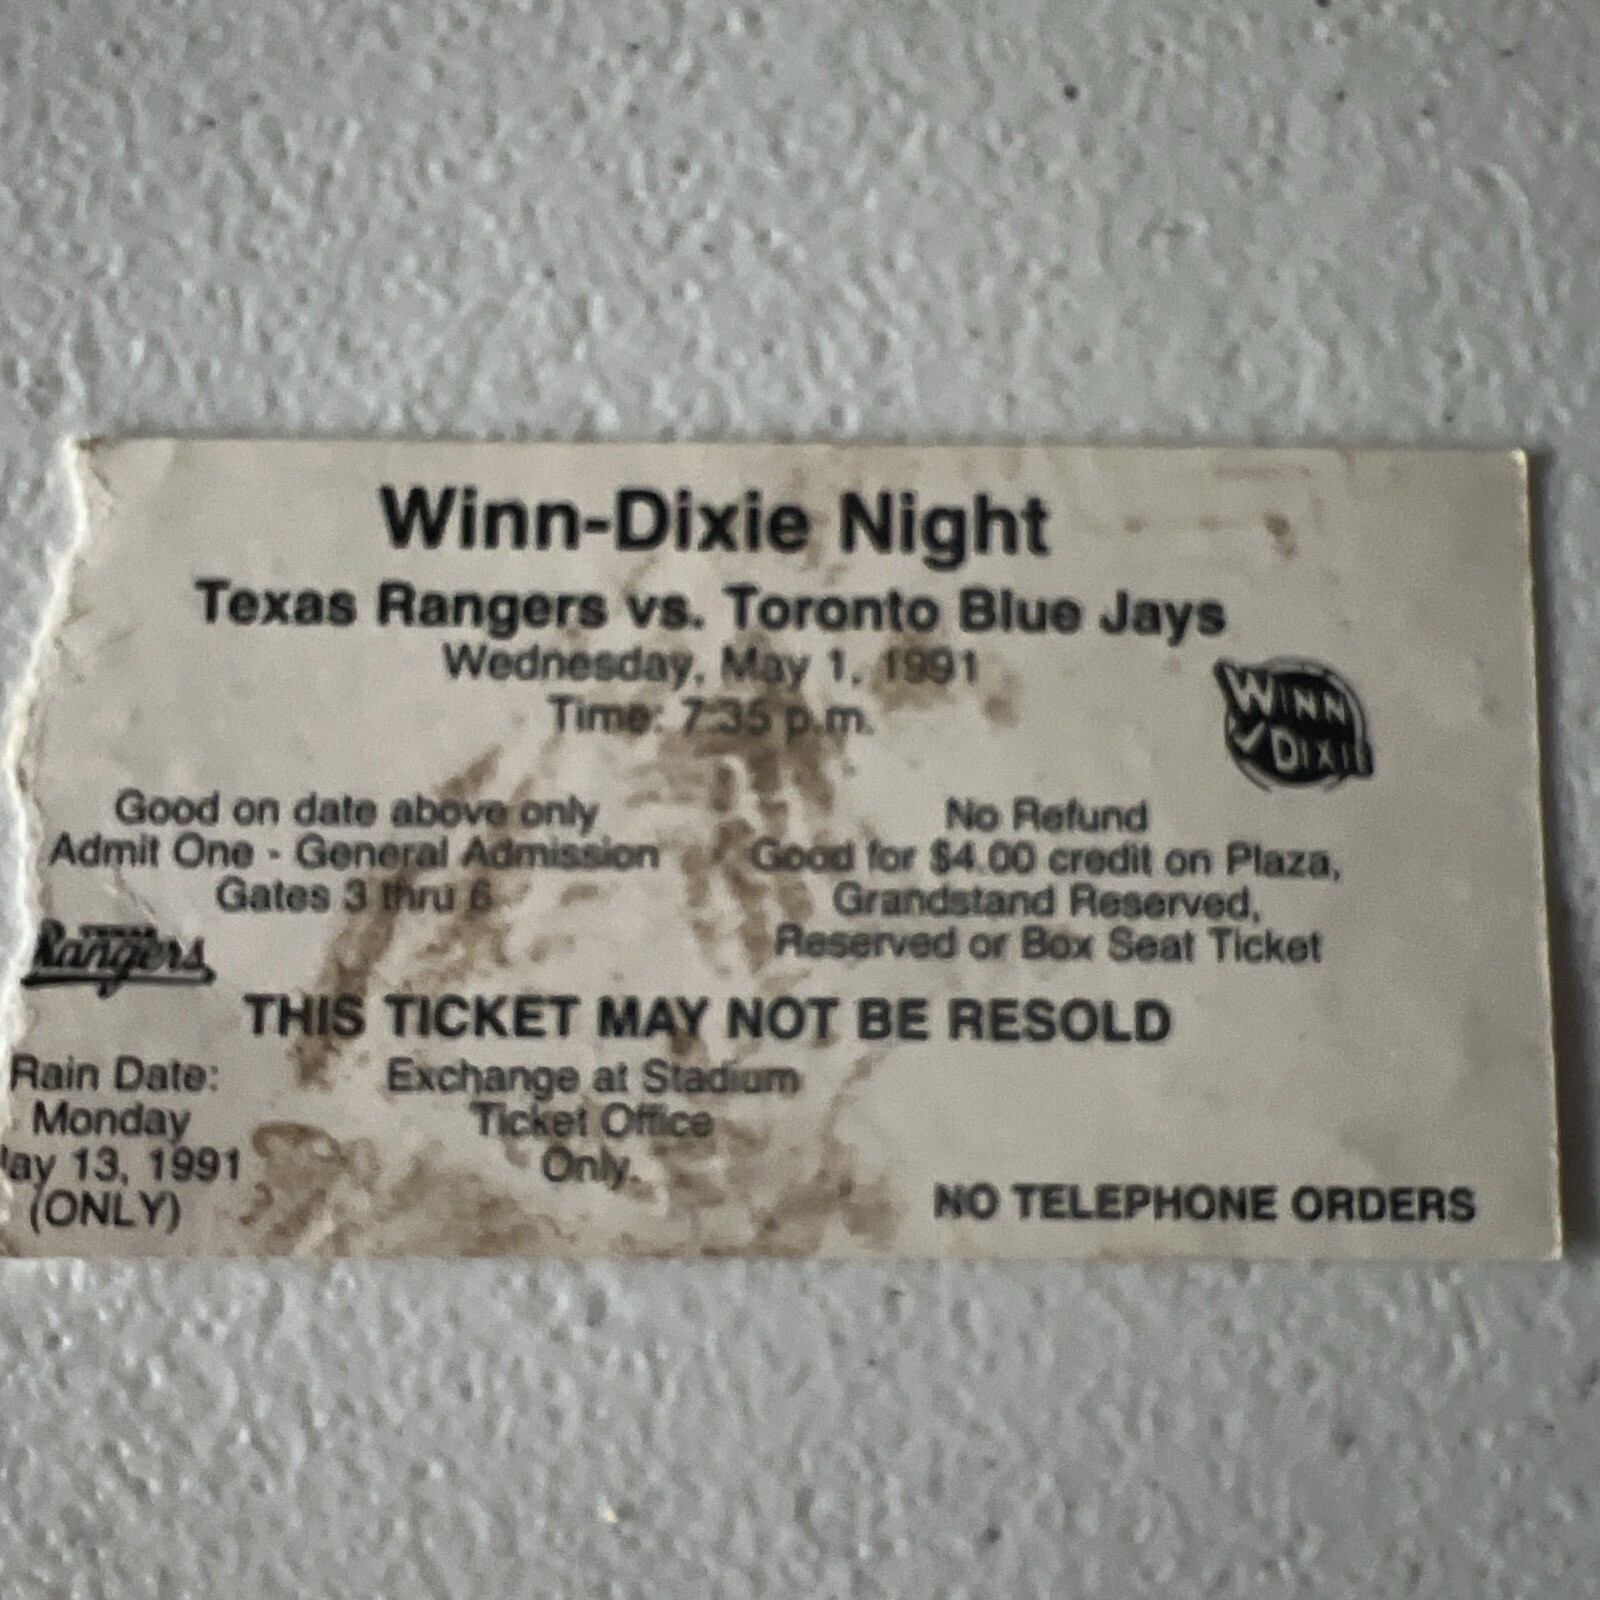 Winn-Dixie Night
Texas Rangers vs. Toronto Blue Jays
Wednesday, May 1, 1991
Time: 7:35 p.m.
WINN
DIXIE
Good on date above only
Admit One - General Admission
Gates 3 thru 6
No Refund
Good for $4.00 credit on Plaza,
Grandstand Reserved,
Reserved or Box Seat Ticket
TEXAS
Rangers
THIS TICKET MAY NOT BE RESOLD
Rain Date:
Monday
ay 13, 1991
(ONLY)
Exchange at Stadium
Ticket Office
Only.
NO TELEPHONE ORDERS